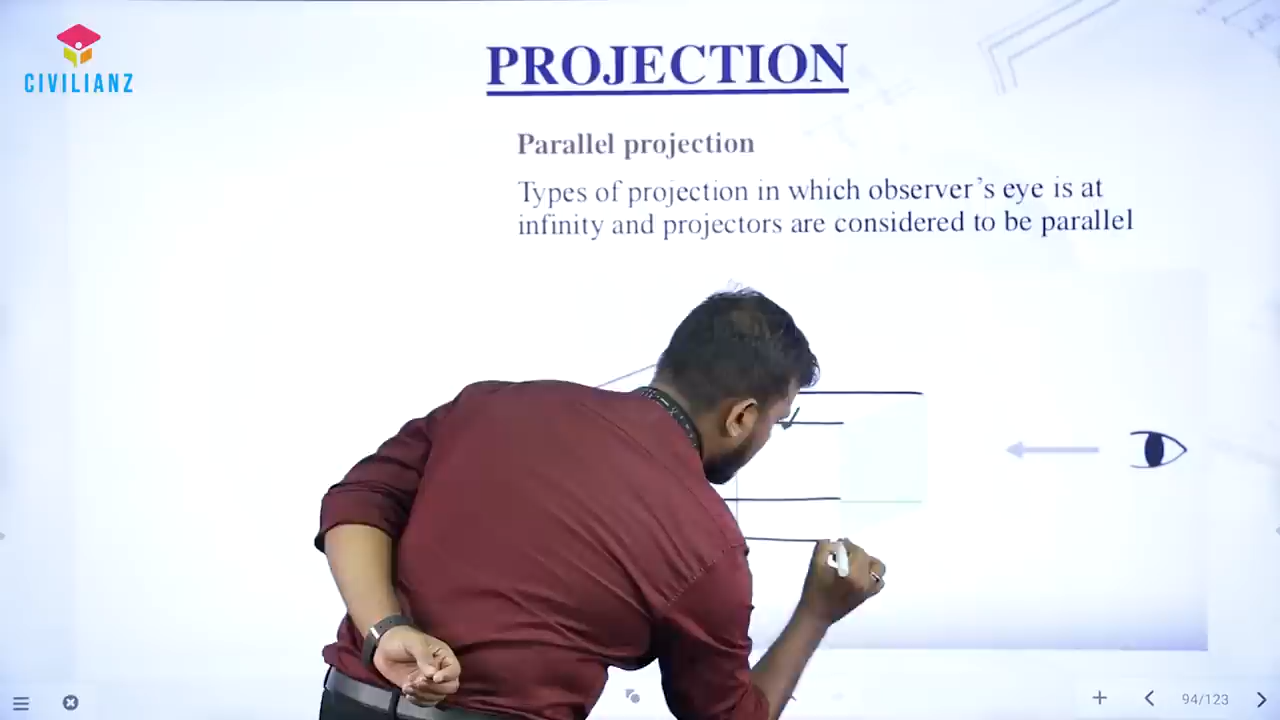 CIVILIANZ
PROJECTION
Parallel projection
Types of projection in which observer's eye is at
infinity and projectors are considered to be parallel
94/123